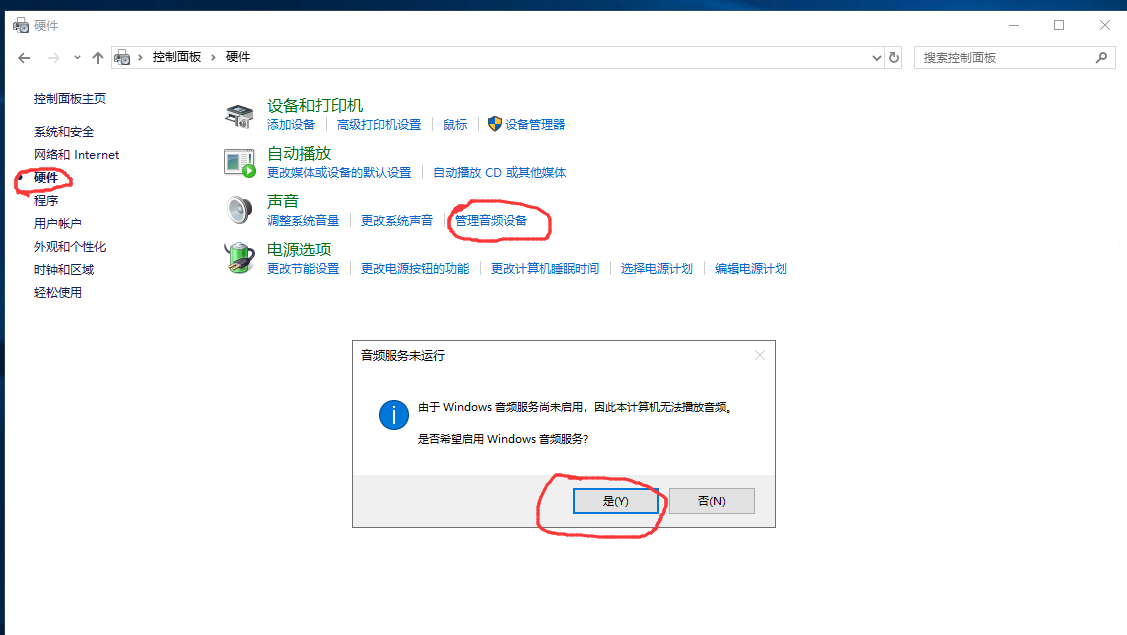 硬件
控制面板 › 硬件
搜索控制面板
控制面板主页
系统和安全
网络和 Internet
硬件
程序
用户帐户
外观和个性化
时钟和区域
轻松使用
设备和打印机
添加设备 高级打印机设置 鼠标 设备管理器
自动播放
更改媒体或设备的默认设置 自动播放 CD 或其他媒体
声音
调整系统音量 更改系统声音 管理音频设备
电源选项
更改节能设置 更改电源按钮的功能 更改计算机睡眠时间 选择电源计划 编辑电源计划
音频服务未运行
由于 Windows 音频服务尚未启用，因此本计算机无法播放音频。
是否希望启用 Windows 音频服务?
是(Y) 否(N)